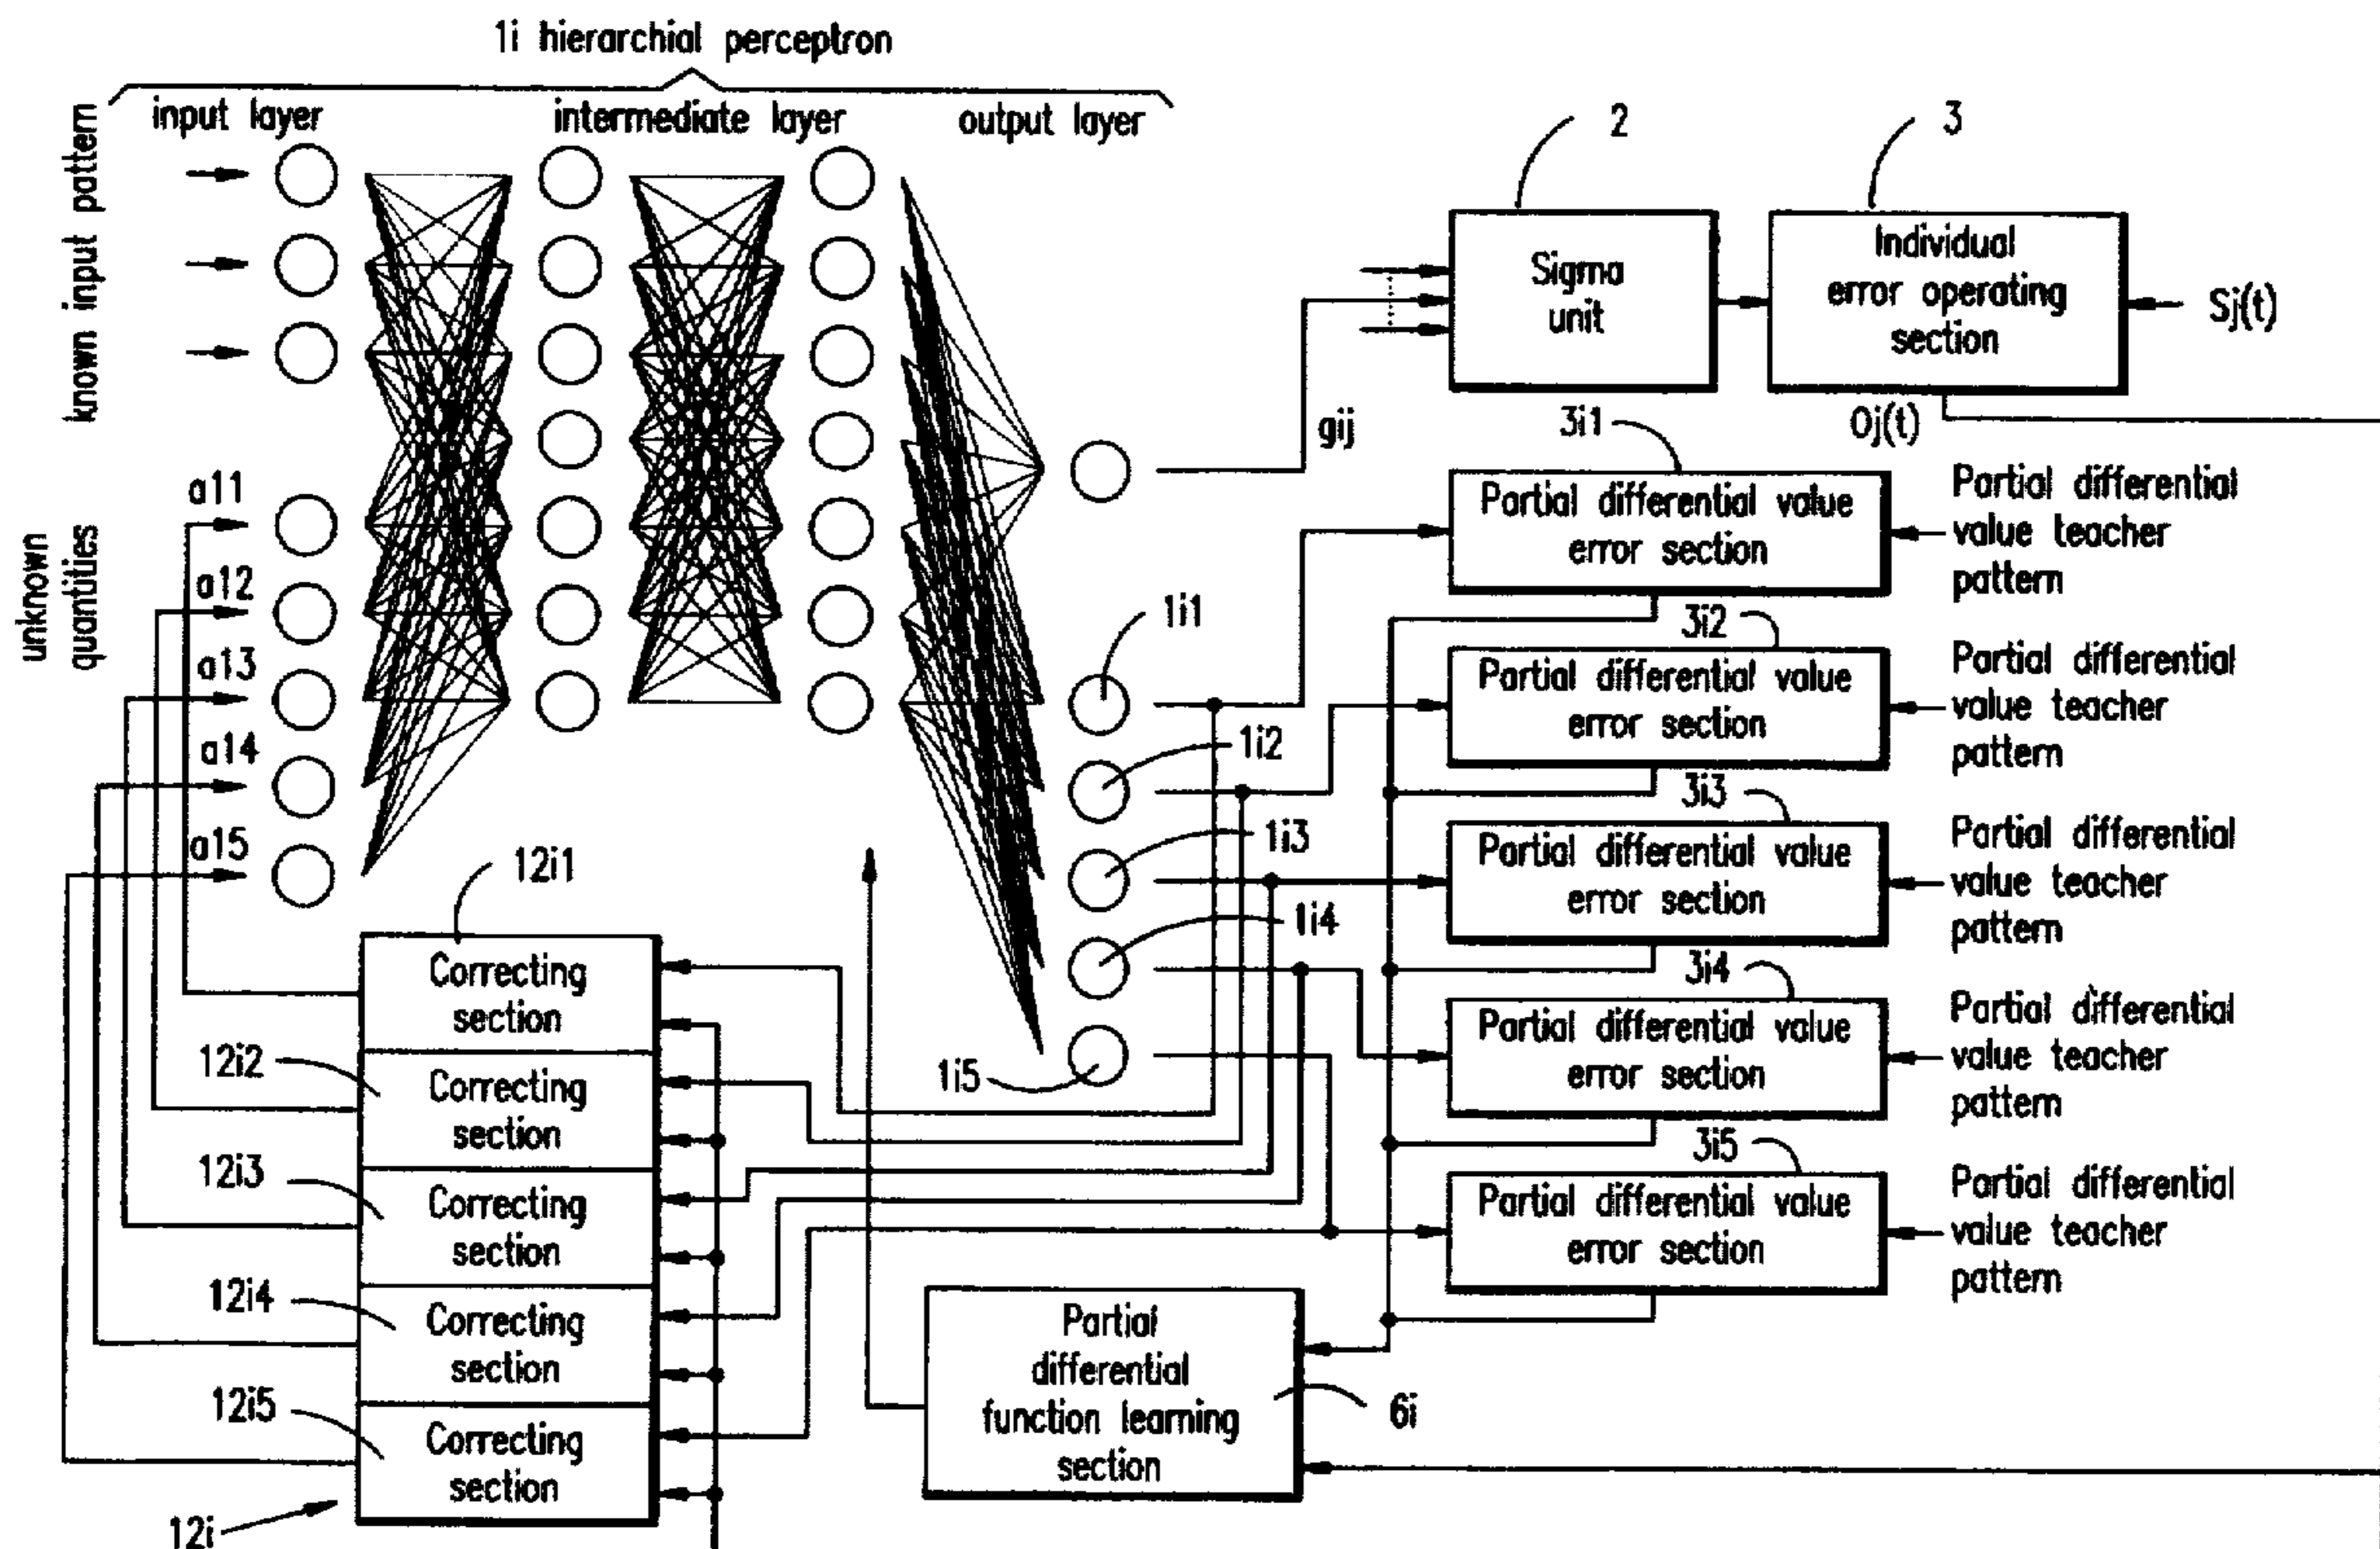 1i hierarchial perceptron
input layer
intermediate layer
output layer
known input pattern
unknown
quantities
a11
a12
a13
a14
a15
gij
2
3
Sigma
unit
Individual
error operating
section
Sj(t)
Oj(t)
1i1
1i2
1i3
1i4
1i5
3i1
Partial differential value
error section
Partial differential
value teacher
pattern
3i2
Partial differential value
error section
Partial differential
value teacher
pattern
3i3
Partial differential value
error section
Partial differential
value teacher
pattern
3i4
Partial differential value
error section
Partial differential
value teacher
pattern
3i5
Partial differential value
error section
Partial differential
value teacher
pattern
12i1
Correcting
section
12i2
Correcting
section
12i3
Correcting
section
12i4
Correcting
section
12i5
Correcting
section
12i
Partial
differential
function learning
section
6i